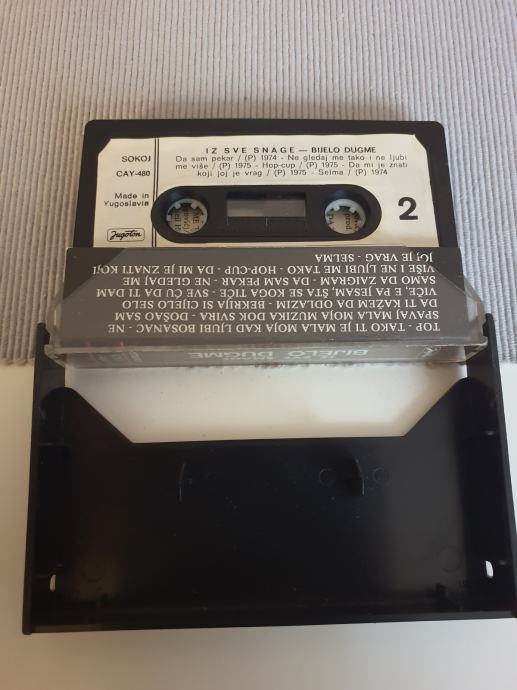 IZ SVE SNAGE — BIJELO DUGME
SOKOJ
Da sam pekar / (P) 1974 - Ne gledaj me tako i ne ljubi
me više / (P) 1975 - Hop-cup / (P) 1975 - Da mi je znati
koji joj je vrag / (P) 1975 - Selma / (P) 1974
CAY-480
Made in
Yugoslavia
Jugoton
2
BIJELO DUGME
TOP - TAKO TI JE MALA MOJA KAD LJUBI BOSANAC - NE
SPAVAJ MALA MOJA MUZIKA DOK SVIRA - DOŠAO SAM
DA TI KAŽEM DA ODLAZIM - BEKRIJA SI CIJELO SELO
VIČE, E PA JESAM, ŠTA SE KOGA TIČE - SVE ĆU DA TI DAM
SAMO DA ZAIGRAM - DA SAM PEKAR - NE GLEDAJ ME
VIŠE I NE LJUBI ME TAKO - HOP-CUP - DA MI JE ZNATI KOJI
JOJ JE VRAG - SELMA